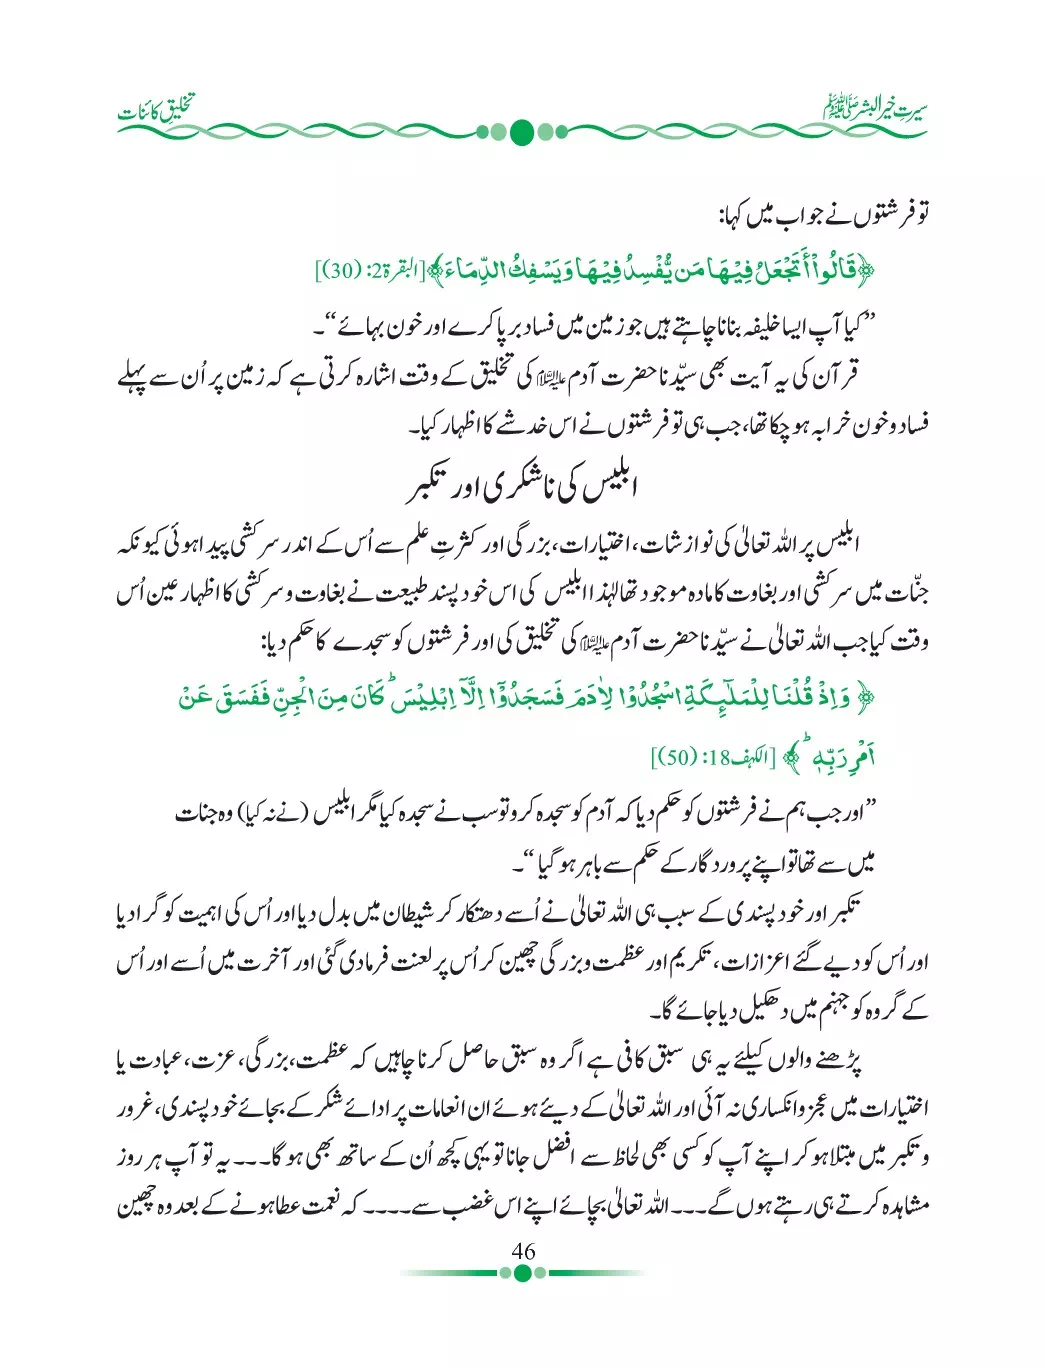 سیرتِ خیر البشر ﷺ
تخلیقِ کائنات
تو فرشتوں نے جواب میں کہا:
﴿قَالُوْٓا اَتَجْعَلُ فِيْهَا مَن يُّفْسِدُ فِيْهَا وَيَسْفِكُ الدِّمَاءَ﴾ [البقرۃ2: (30)]
”کیا آپ ایسا خلیفہ بنانا چاہتے ہیں جو زمین میں فساد برپا کرے اور خون بہائے“۔
قرآن کی یہ آیت بھی سیّدنا حضرت آدم علیہ السلام کی تخلیق کے وقت اشارہ کرتی ہے کہ زمین پر اُن سے پہلے
فساد و خون خرابہ ہو چکا تھا، جب ہی تو فرشتوں نے اس خدشے کا اظہار کیا۔
ابلیس کی ناشکری اور تکبر
ابلیس پر اللہ تعالیٰ کی نوازشات، اختیارات، بزرگی اور کثرتِ علم سے اُس کے اندر سرکشی پیدا ہوئی کیونکہ
جنّات میں سرکشی اور بغاوت کا مادہ موجود تھا لہٰذا ابلیس کی اس خود پسند طبیعت نے بغاوت و سرکشی کا اظہار عین اُس
وقت کیا جب اللہ تعالیٰ نے سیّدنا حضرت آدم علیہ السلام کی تخلیق کی اور فرشتوں کو سجدے کا حکم دیا:
﴿ وَاِذْ قُلْنَا لِلْمَلٰٓئِكَةِ اسْجُدُوْا لِاٰدَمَ فَسَجَدُوْٓا اِلَّآ اِبْلِيْسَ ؕ كَانَ مِنَ الْجِنِّ فَفَسَقَ عَنْ
اَمْرِ رَبِّهٖ ؕ ﴾ [الکہف18: (50)]
”اور جب ہم نے فرشتوں کو حکم دیا کہ آدم کو سجدہ کرو تو سب نے سجدہ کیا مگر ابلیس (نے نہ کیا) وہ جنات
میں سے تھا تو اپنے پروردگار کے حکم سے باہر ہو گیا“۔
تکبر اور خود پسندی کے سبب ہی اللہ تعالیٰ نے اُسے دھتکار کر شیطان میں بدل دیا اور اُس کی اہمیت کو گرا دیا
اور اُس کو دیے گئے اعزازات، تکریم اور عظمت و بزرگی چھین کر اُس پر لعنت فرما دی گئی اور آخرت میں اُسے اور اُس
کے گروہ کو جہنم میں دھکیل دیا جائے گا۔
پڑھنے والوں کیلئے یہ ہی سبق کافی ہے اگر وہ سبق حاصل کرنا چاہیں کہ عظمت، بزرگی، عزت، عبادت یا
اختیارات میں عجز و انکساری نہ آئی اور اللہ تعالیٰ کے دیئے ہوئے ان انعامات پر ادائے شکر کے بجائے خود پسندی، غرور
و تکبر میں مبتلا ہو کر اپنے آپ کو کسی بھی لحاظ سے افضل جانا تو یہی کچھ اُن کے ساتھ بھی ہو گا۔۔۔ یہ تو آپ ہر روز
مشاہدہ کرتے ہی رہتے ہوں گے۔۔۔ اللہ تعالیٰ بچائے اپنے اس غضب سے۔۔۔۔ کہ نعمت عطا ہونے کے بعد وہ چھین
46